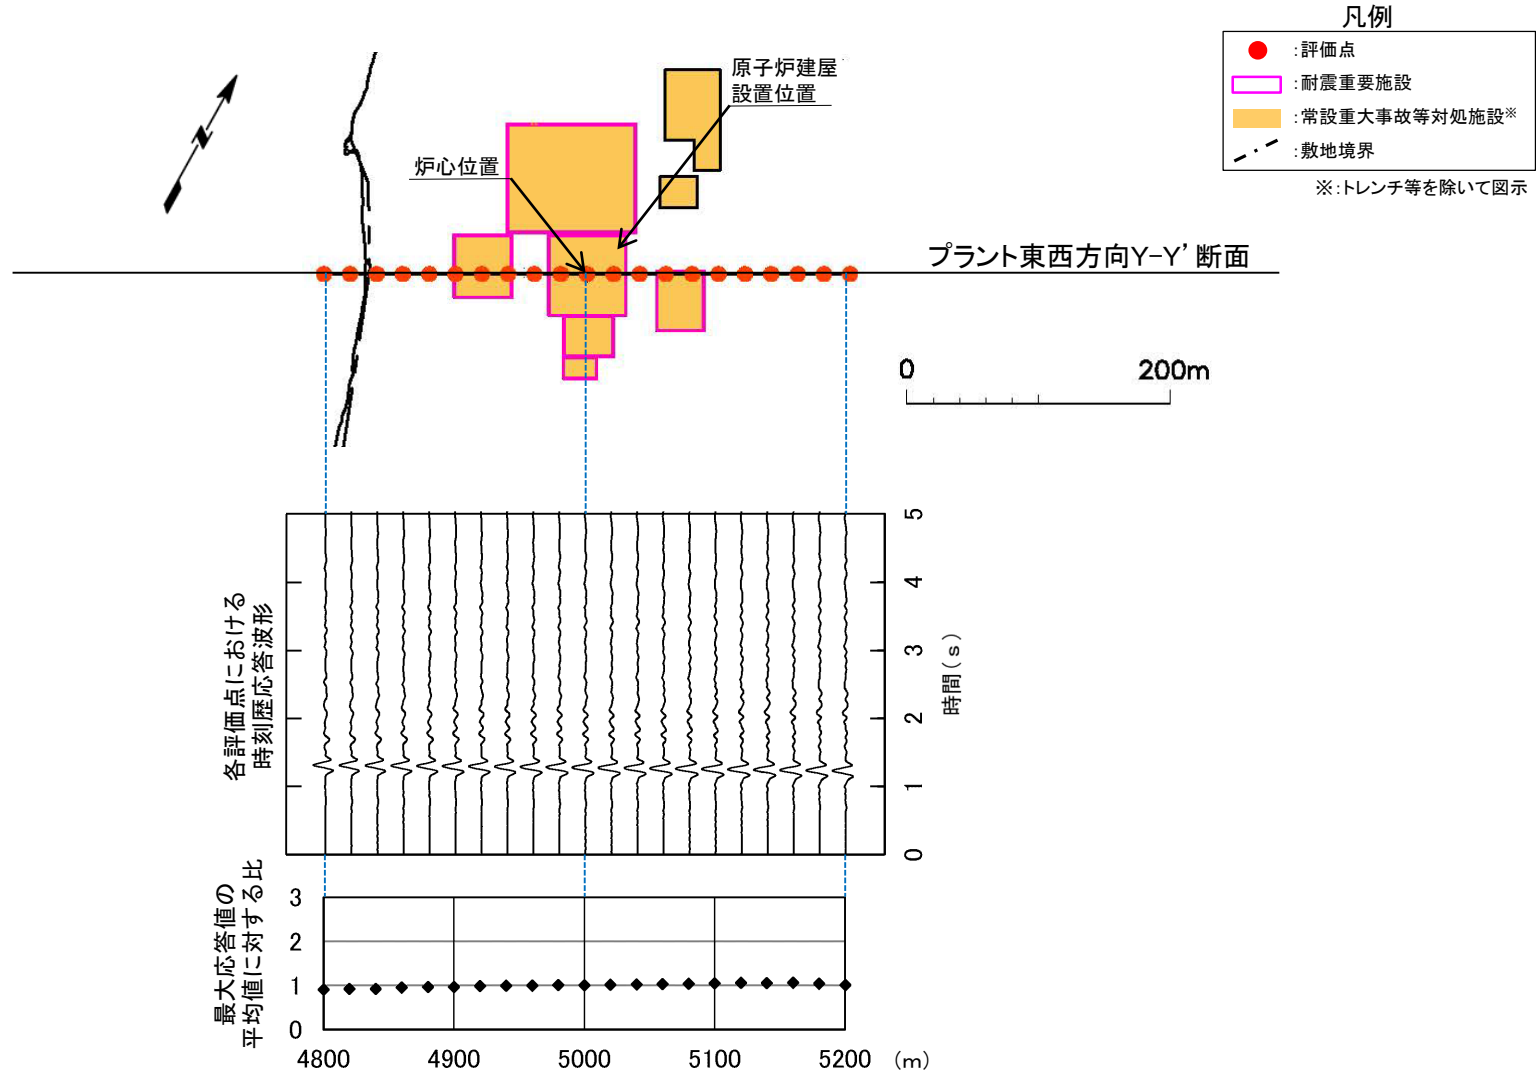 凡例
:評価点
:耐震重要施設
:常設重大事故等対処施設※
:敷地境界
※:トレンチ等を除いて図示
原子炉建屋
設置位置
炉心位置
N
プラント東西方向Y-Y’断面
0
200m
各評価点における
時刻歴応答波形
5
4
3
2
1
0
時間(s)
最大応答値の
平均値に対する比
3
2
1
0
4800
4900
5000
5100
5200
(m)